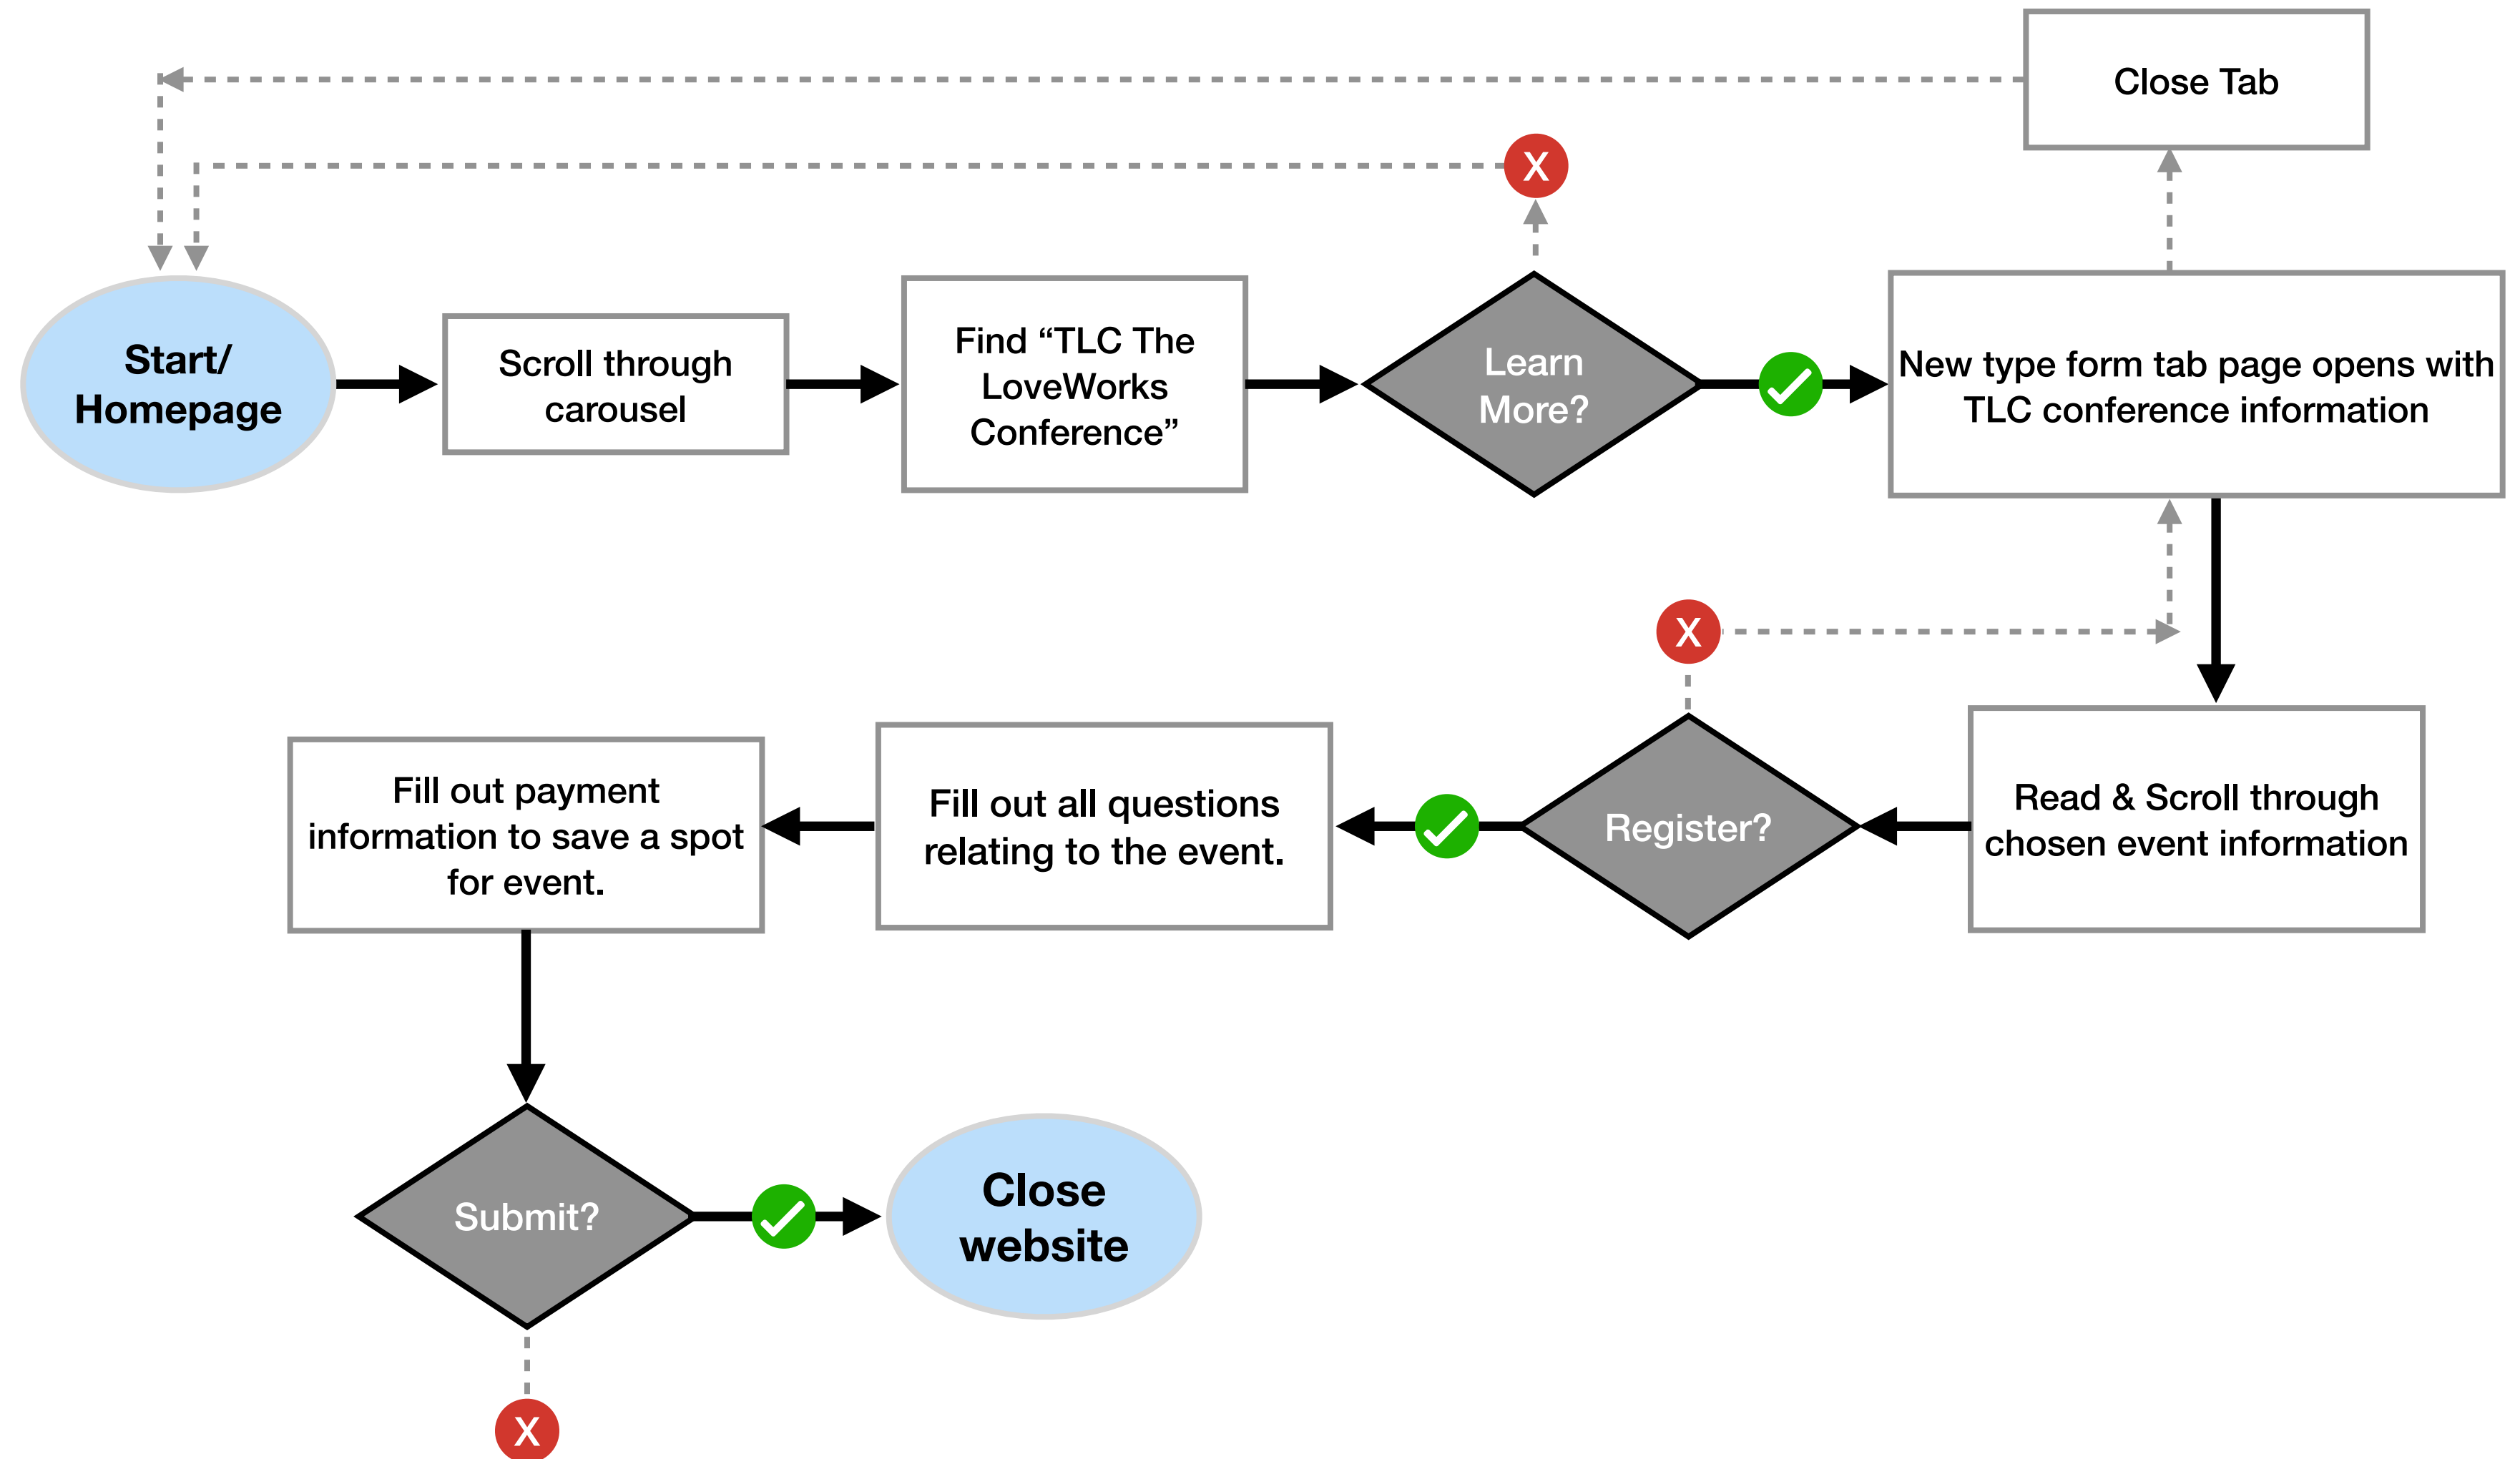 Close Tab
X
Start/
Homepage
Scroll through
carousel
Find “TLC The
LoveWorks
Conference”
Learn
More?
New type form tab page opens with
TLC conference information
X
Fill out payment
information to save a spot
for event.
Fill out all questions
relating to the event.
Register?
Read & Scroll through
chosen event information
Submit?
Close
website
X